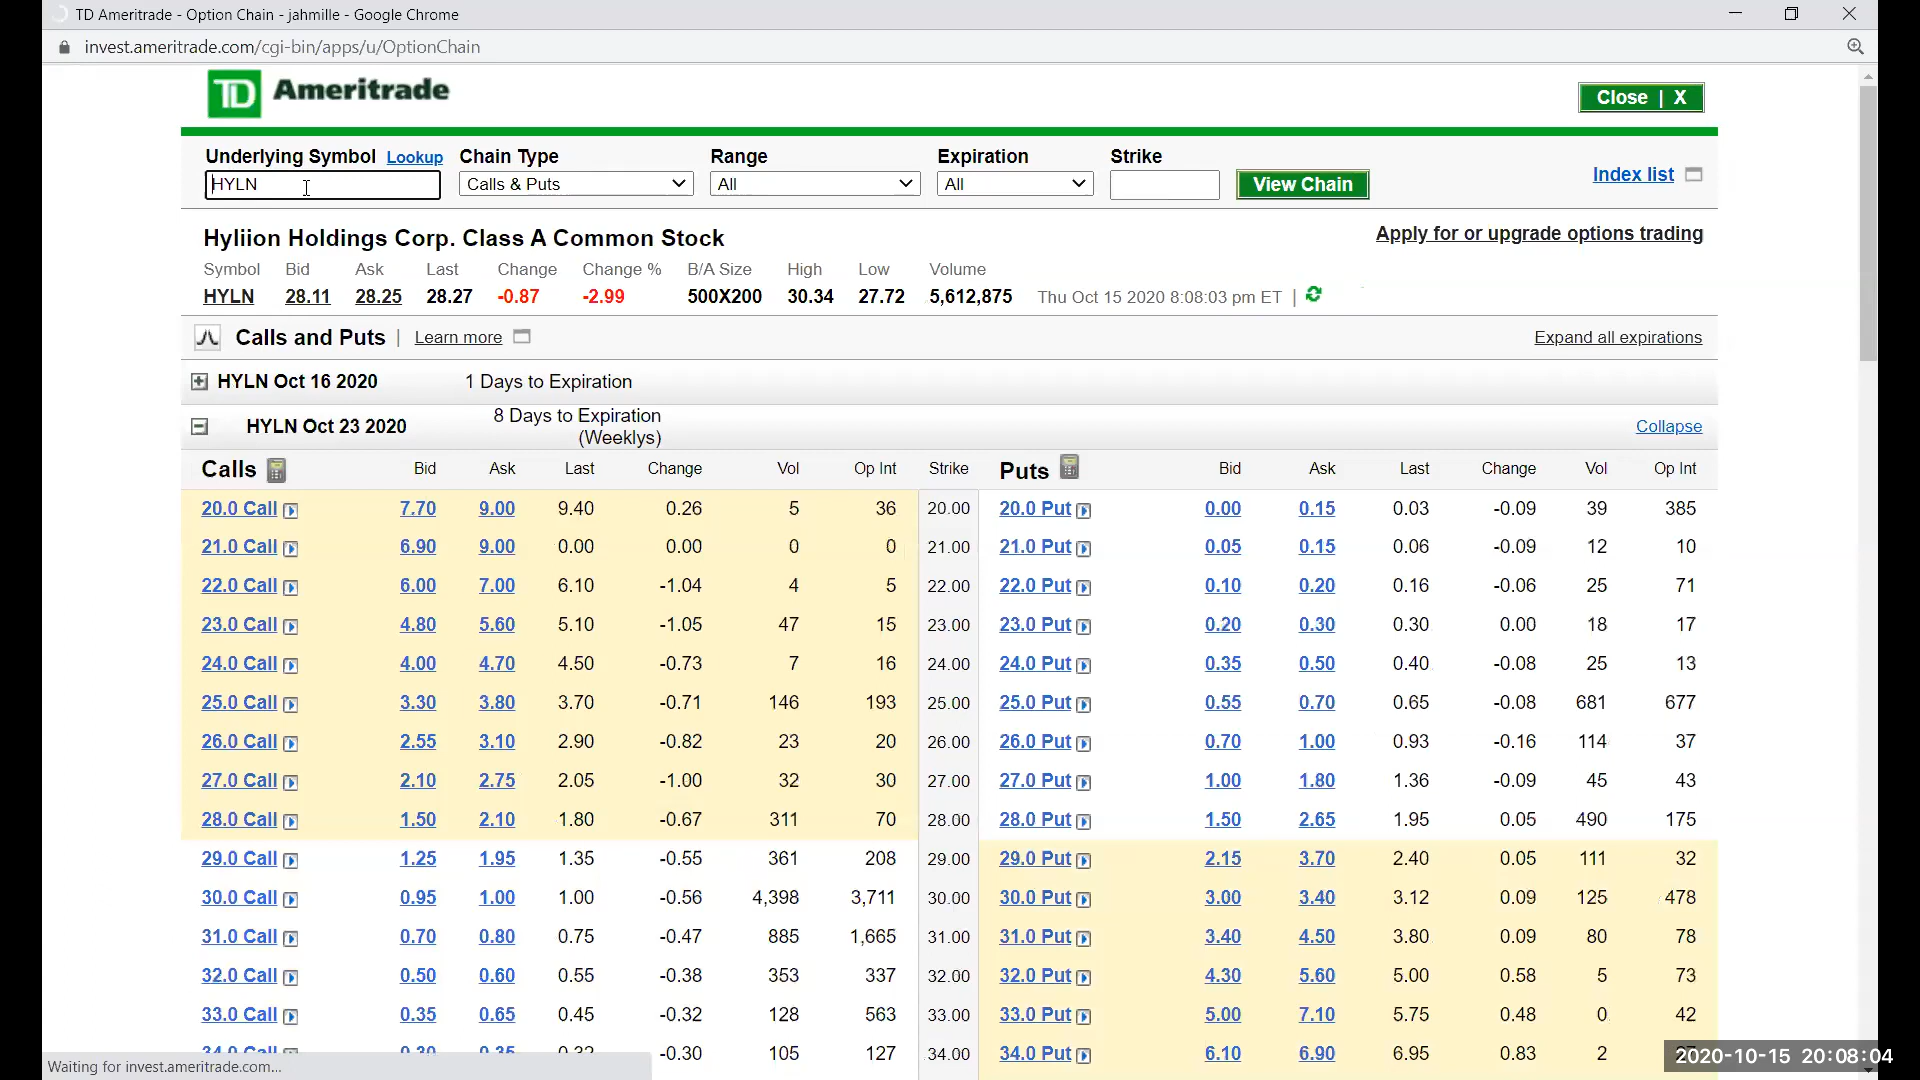 TD Ameritrade - Option Chain - jahmille - Google Chrome
invest.ameritrade.com/cgi-bin/apps/u/OptionChain
TD Ameritrade
Close | X
Underlying Symbol Lookup Chain Type Range Expiration Strike
HYLN Calls & Puts All All View Chain Index list
Hyliion Holdings Corp. Class A Common Stock Apply for or upgrade options trading
Symbol Bid Ask Last Change Change % B/A Size High Low Volume
HYLN 28.11 28.25 28.27 -0.87 -2.99 500X200 30.34 27.72 5,612,875 Thu Oct 15 2020 8:08:03 pm ET |
Calls and Puts | Learn more Expand all expirations
HYLN Oct 16 2020 1 Days to Expiration
HYLN Oct 23 2020 8 Days to Expiration (Weeklys) Collapse
Calls Bid Ask Last Change Vol Op Int Strike Puts Bid Ask Last Change Vol Op Int
20.0 Call 7.70 9.00 9.40 0.26 5 36 20.00 20.0 Put 0.00 0.15 0.03 -0.09 39 385
21.0 Call 6.90 9.00 0.00 0.00 0 0 21.00 21.0 Put 0.05 0.15 0.06 -0.09 12 10
22.0 Call 6.00 7.00 6.10 -1.04 4 5 22.00 22.0 Put 0.10 0.20 0.16 -0.06 25 71
23.0 Call 4.80 5.60 5.10 -1.05 47 15 23.00 23.0 Put 0.20 0.30 0.30 0.00 18 17
24.0 Call 4.00 4.70 4.50 -0.73 7 16 24.00 24.0 Put 0.35 0.50 0.40 -0.08 25 13
25.0 Call 3.30 3.80 3.70 -0.71 146 193 25.00 25.0 Put 0.55 0.70 0.65 -0.08 681 677
26.0 Call 2.55 3.10 2.90 -0.82 23 20 26.00 26.0 Put 0.70 1.00 0.93 -0.16 114 37
27.0 Call 2.10 2.75 2.05 -1.00 32 30 27.00 27.0 Put 1.00 1.80 1.36 -0.09 45 43
28.0 Call 1.50 2.10 1.80 -0.67 311 70 28.00 28.0 Put 1.50 2.65 1.95 0.05 490 175
29.0 Call 1.25 1.95 1.35 -0.55 361 208 29.00 29.0 Put 2.15 3.70 2.40 0.05 111 32
30.0 Call 0.95 1.00 1.00 -0.56 4,398 3,711 30.00 30.0 Put 3.00 3.40 3.12 0.09 125 478
31.0 Call 0.70 0.80 0.75 -0.47 885 1,665 31.00 31.0 Put 3.40 4.50 3.80 0.09 80 78
32.0 Call 0.50 0.60 0.55 -0.38 353 337 32.00 32.0 Put 4.30 5.60 5.00 0.58 5 73
33.0 Call 0.35 0.65 0.45 -0.32 128 563 33.00 33.0 Put 5.00 7.10 5.75 0.48 0 42
34.0 Call 0.30 0.35 0.32 -0.30 105 127 34.00 34.0 Put 6.10 6.90 6.95 0.83 2
Waiting for invest.ameritrade.com...
2020-10-15 20:08:04